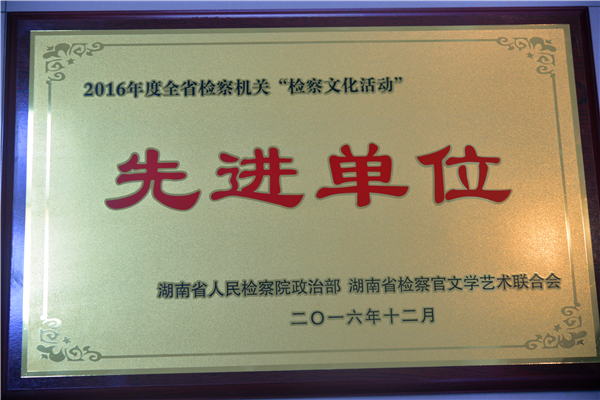 2016年度全省检察机关“检察文化活动”
先进单位
湖南省人民检察院政治部 湖南省检察官文学艺术联合会
二〇一六年十二月